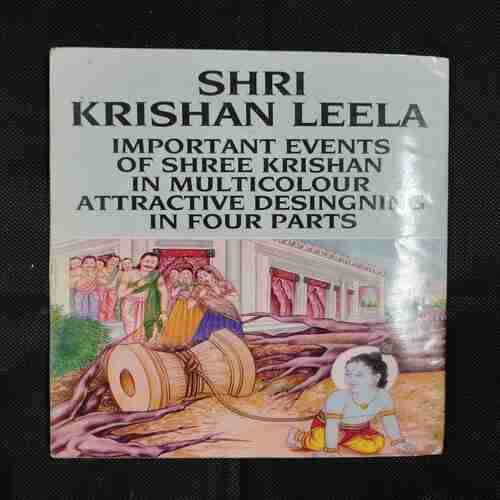 SHRI
KRISHAN LEELA
IMPORTANT EVENTS
OF SHREE KRISHAN
IN MULTICOLOUR
ATTRACTIVE DESINGNING
IN FOUR PARTS